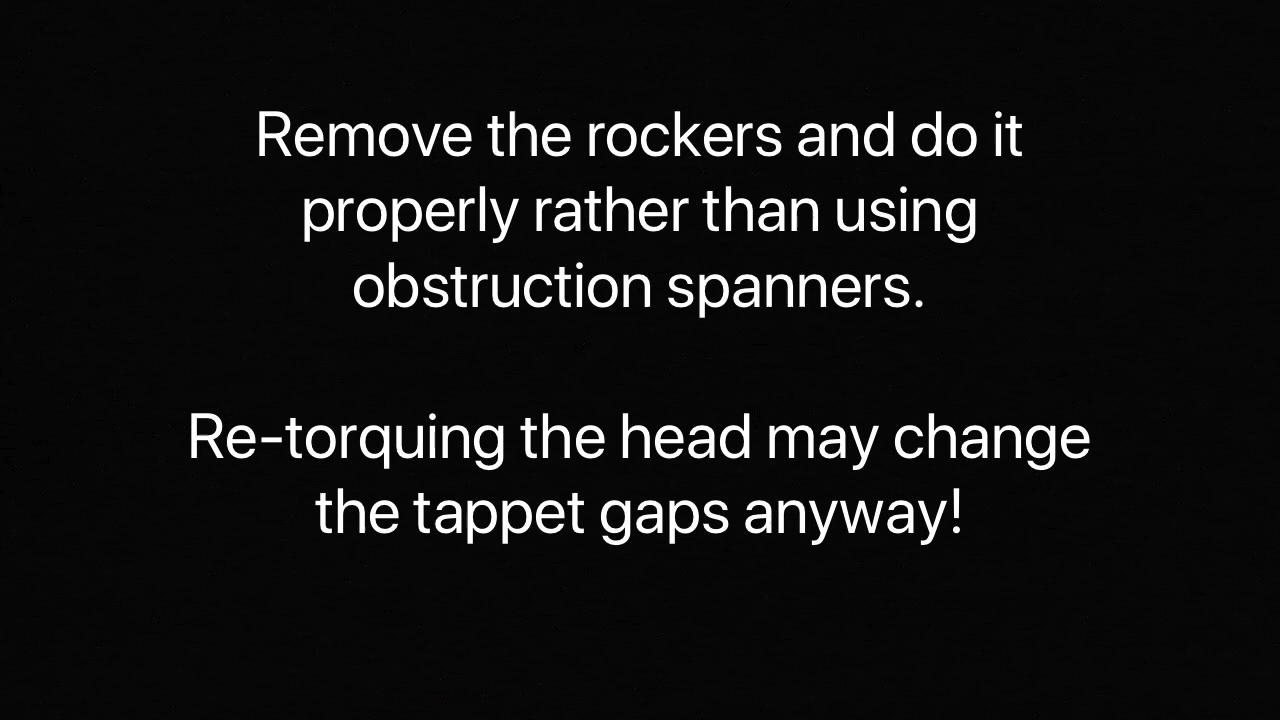 Remove the rockers and do it
properly rather than using
obstruction spanners.
Re-torquing the head may change
the tappet gaps anyway!